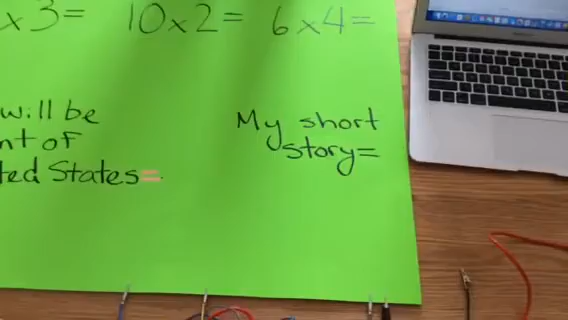 x3= 10x2= 6x4=
will be
nt of
ted States=
My short
story=